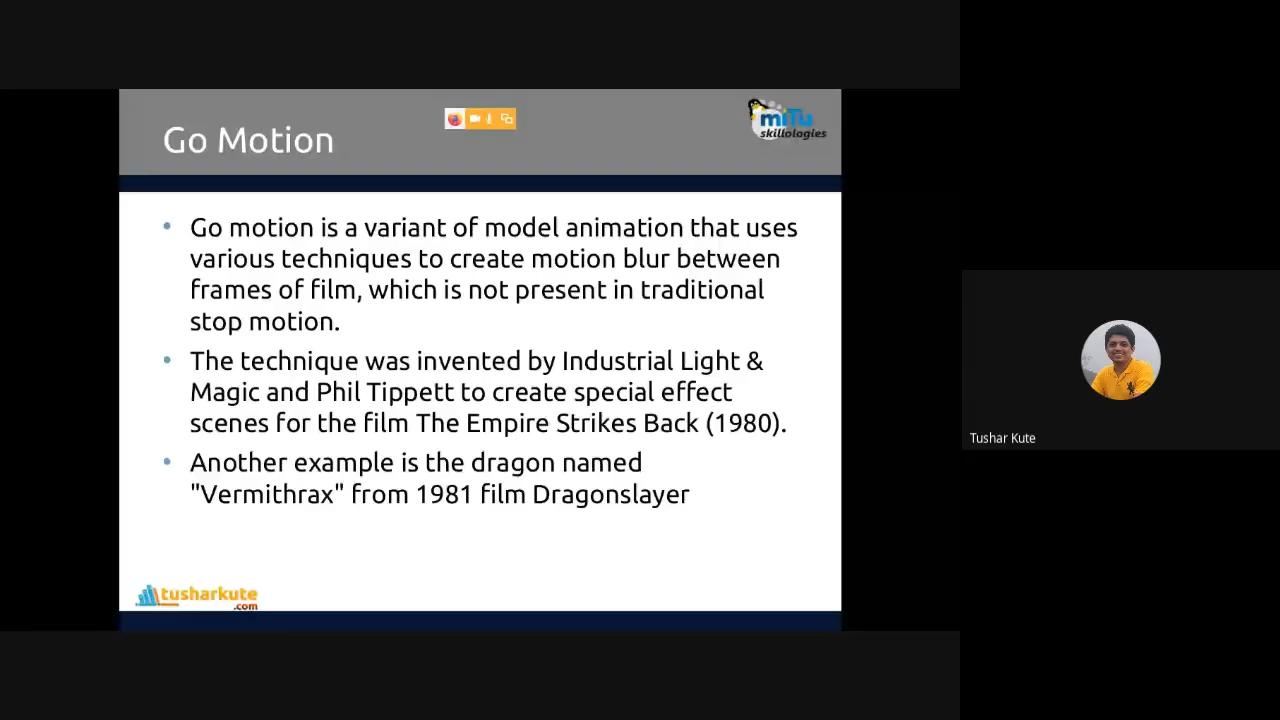 Go Motion
miTu
skillologies
• Go motion is a variant of model animation that uses
various techniques to create motion blur between
frames of film, which is not present in traditional
stop motion.
• The technique was invented by Industrial Light &
Magic and Phil Tippett to create special effect
scenes for the film The Empire Strikes Back (1980).
• Another example is the dragon named
"Vermithrax" from 1981 film Dragonslayer
tusharkute
.com
Tushar Kute